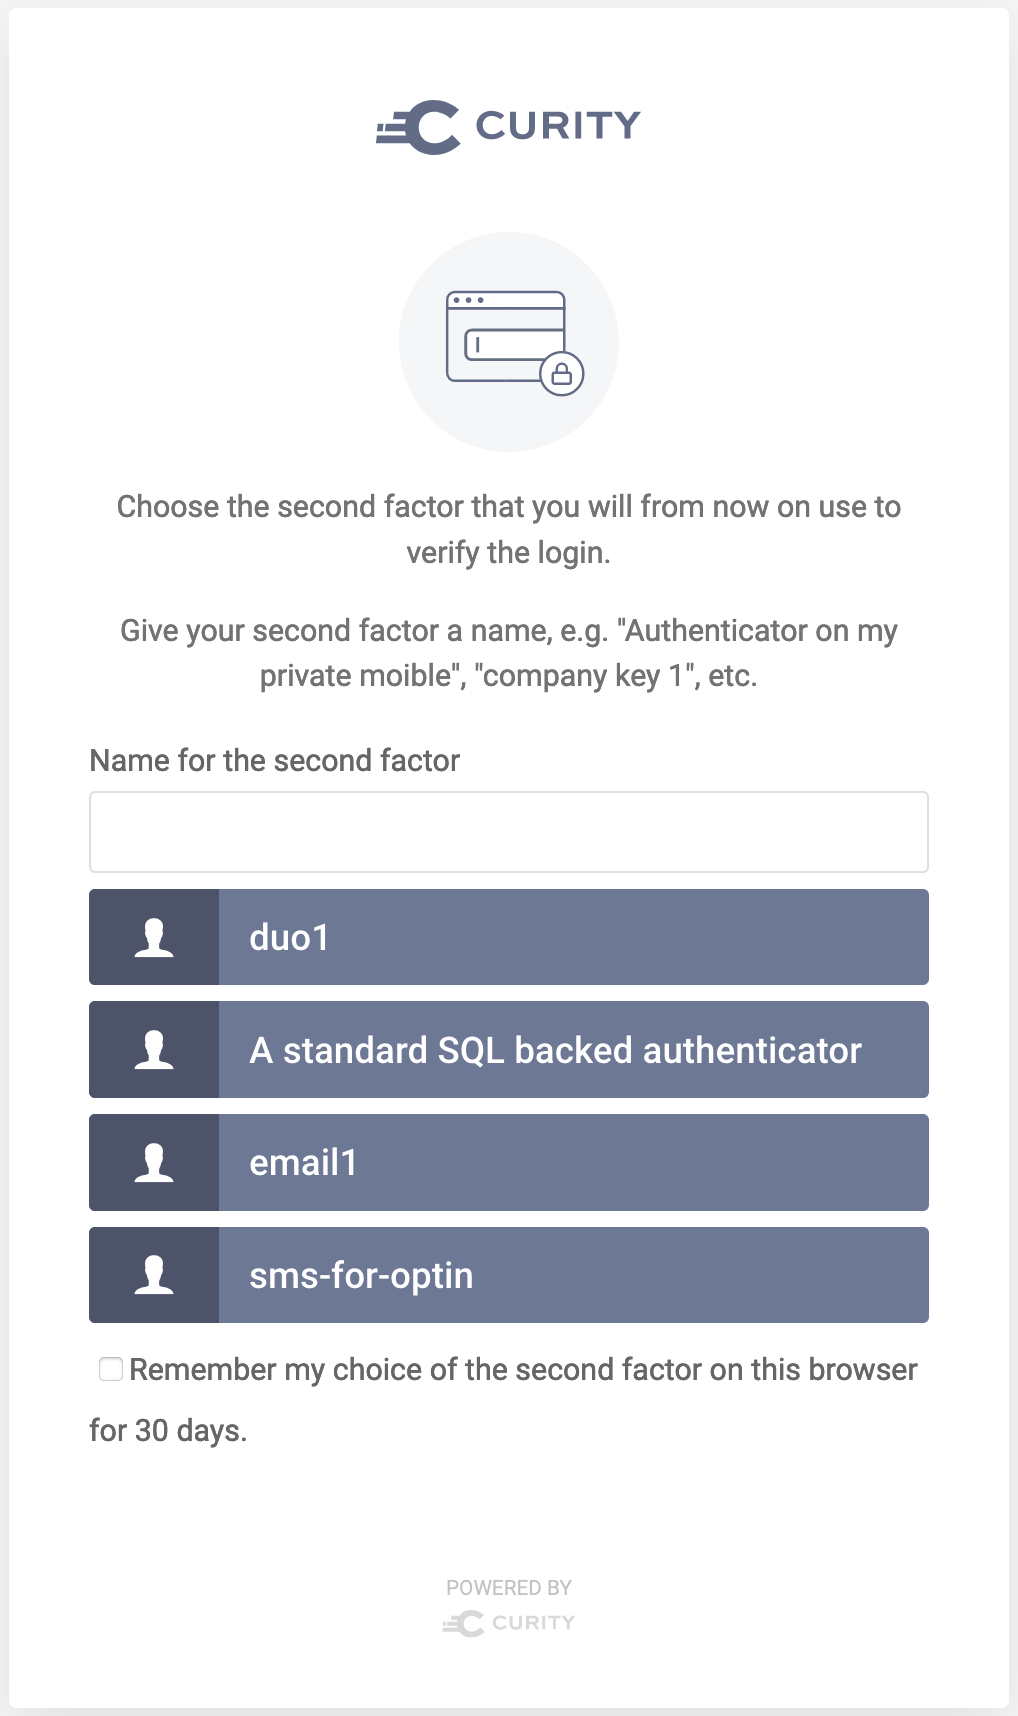 CURITY
Choose the second factor that you will from now on use to
verify the login.
Give your second factor a name, e.g. "Authenticator on my
private moible", "company key 1", etc.
Name for the second factor
duo1
A standard SQL backed authenticator
email1
sms-for-optin
Remember my choice of the second factor on this browser
for 30 days.
POWERED BY
CURITY